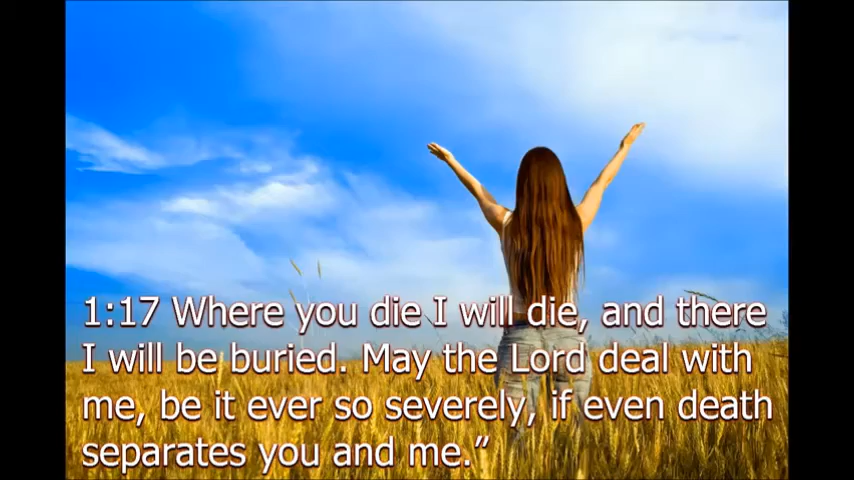 1:17 Where you die I will die, and there
I will be buried. May the Lord deal with
me, be it ever so severely, if even death
separates you and me.”